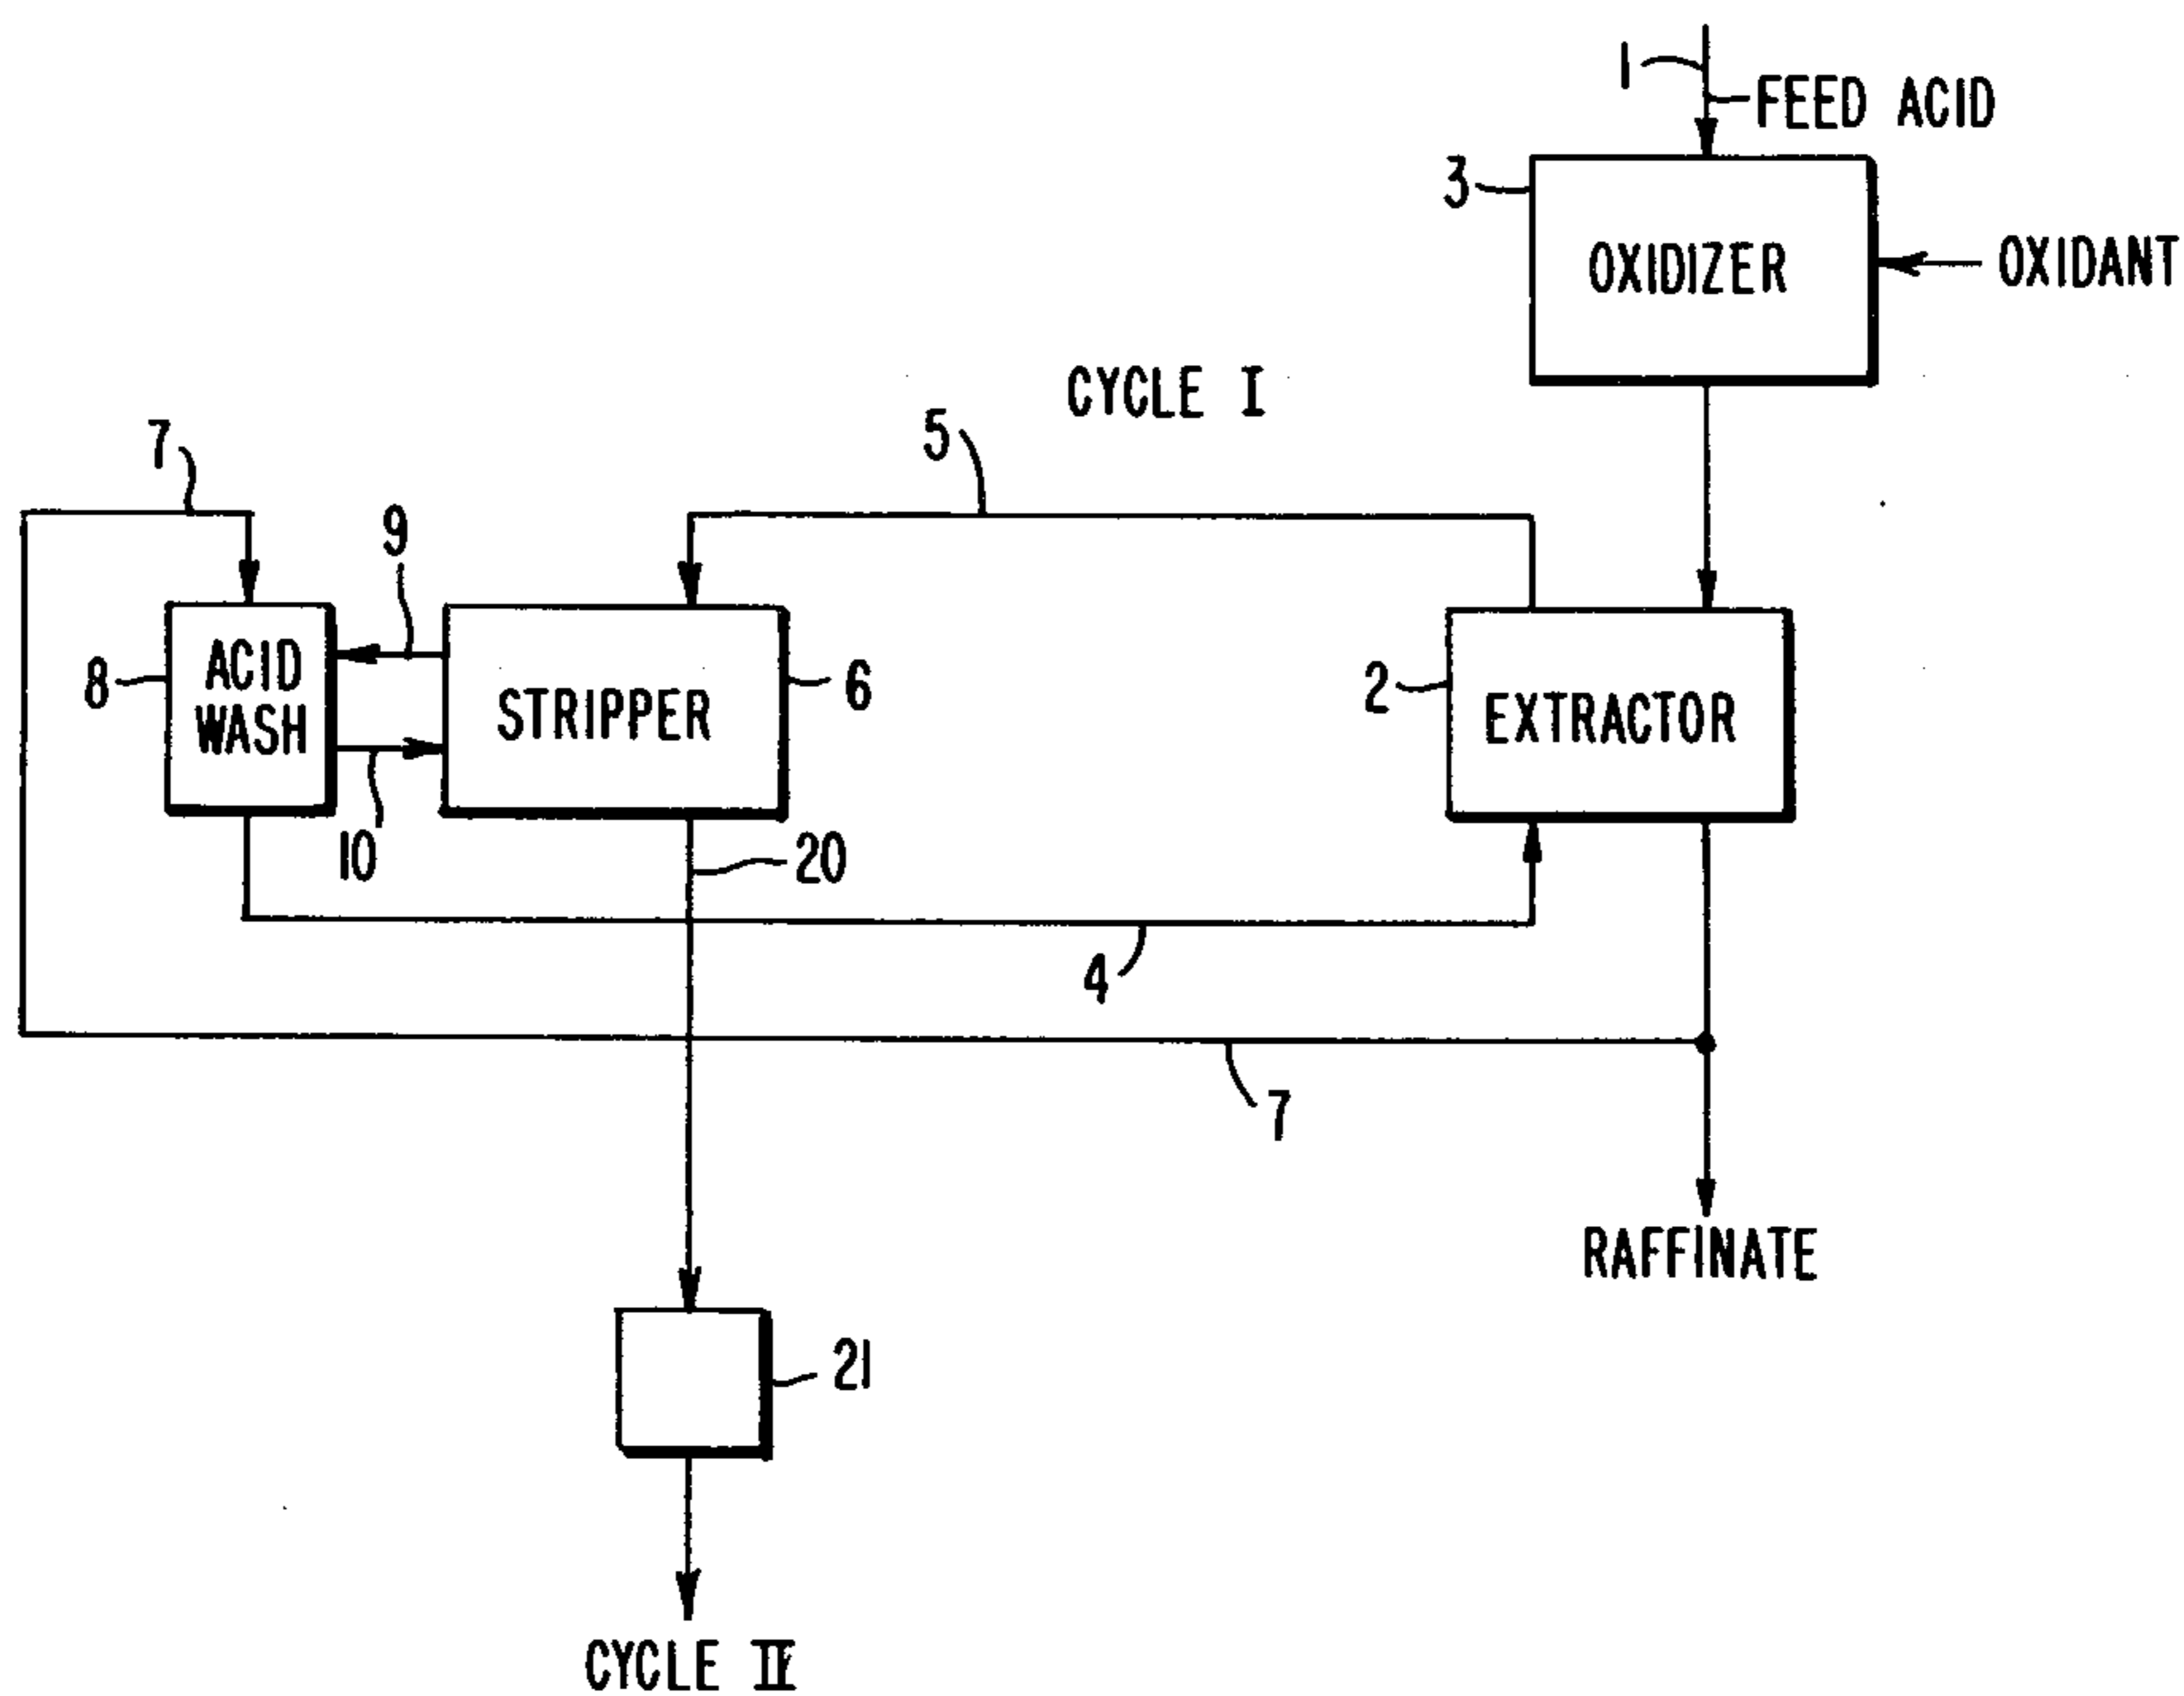 1
FEED ACID
3
OXIDIZER
OXIDANT
CYCLE I
5
7
9
8
ACID
WASH
STRIPPER
6
2
EXTRACTOR
10
20
4
7
RAFFINATE
21
CYCLE II